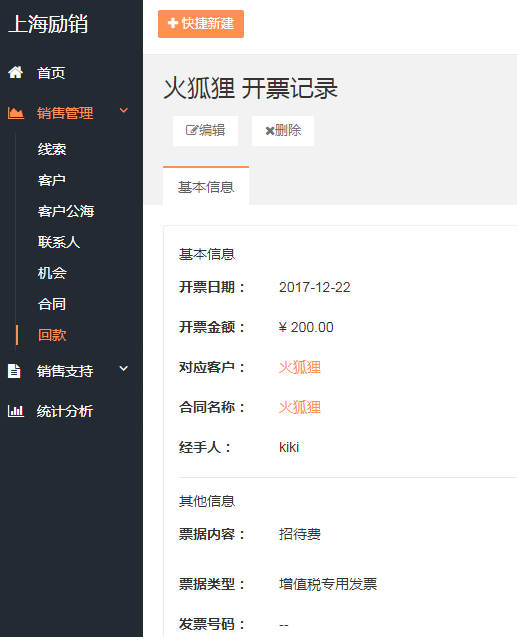 上海励销
快捷新建
首页
销售管理
线索
客户
客户公海
联系人
机会
合同
回款
销售支持
统计分析
火狐狸 开票记录
编辑 删除
基本信息
基本信息
开票日期： 2017-12-22
开票金额： ¥ 200.00
对应客户： 火狐狸
合同名称： 火狐狸
经手人： kiki
其他信息
票据内容： 招待费
票据类型： 增值税专用发票
发票号码： --